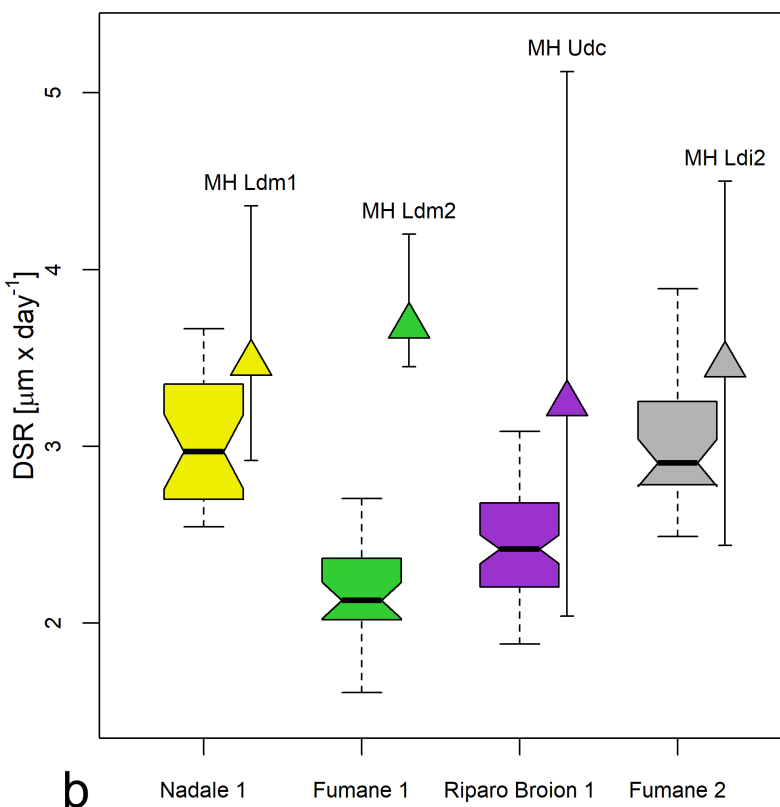 MH Udc
MH Ldi2
MH Ldm1
MH Ldm2
DSR [µm x day⁻¹]
5
4
3
2
Nadale 1 Fumane 1 Riparo Broion 1 Fumane 2
b